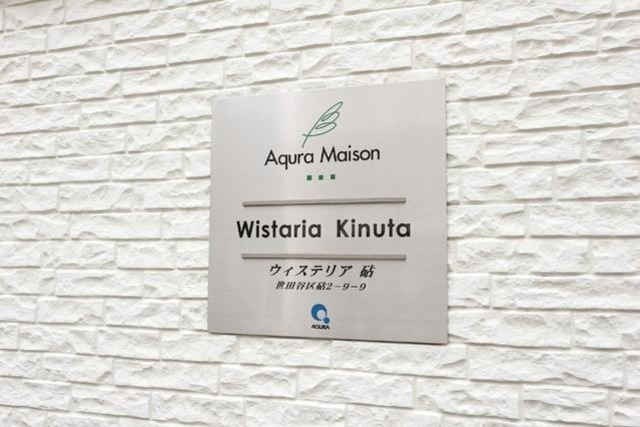 Aqura Maison
Wistaria Kinuta
ウィステリア 砧
世田谷区砧2-9-9
AQURA